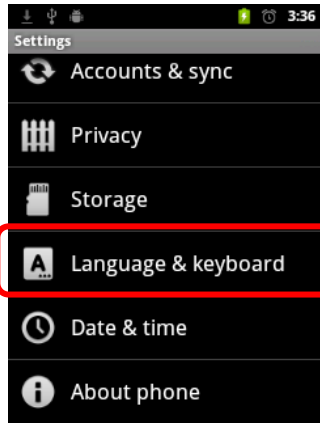 3:36
Settings
Accounts & sync
Privacy
Storage
A
Language & keyboard
Date & time
About phone